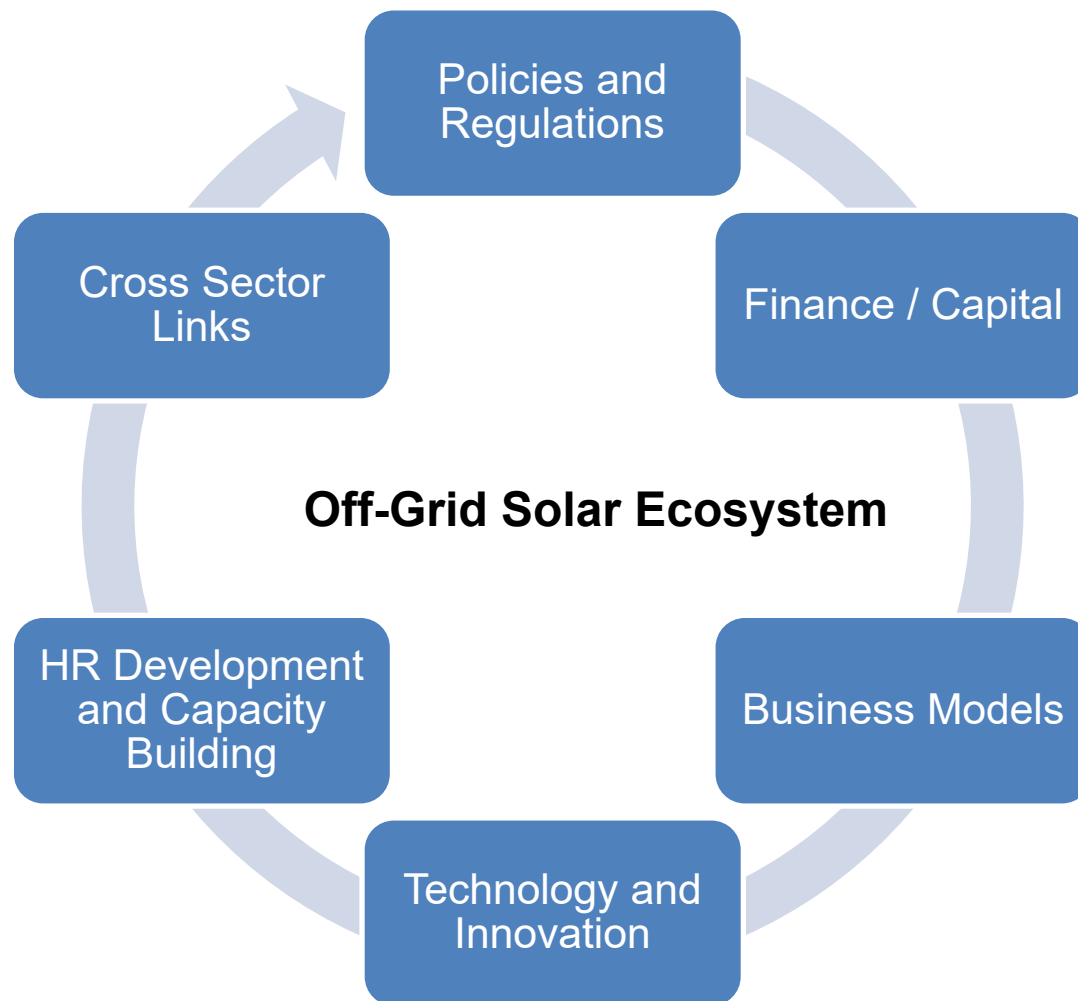 Policies and
Regulations
Finance / Capital
Business Models
Technology and
Innovation
HR Development
and Capacity
Building
Cross Sector
Links
Off-Grid Solar Ecosystem